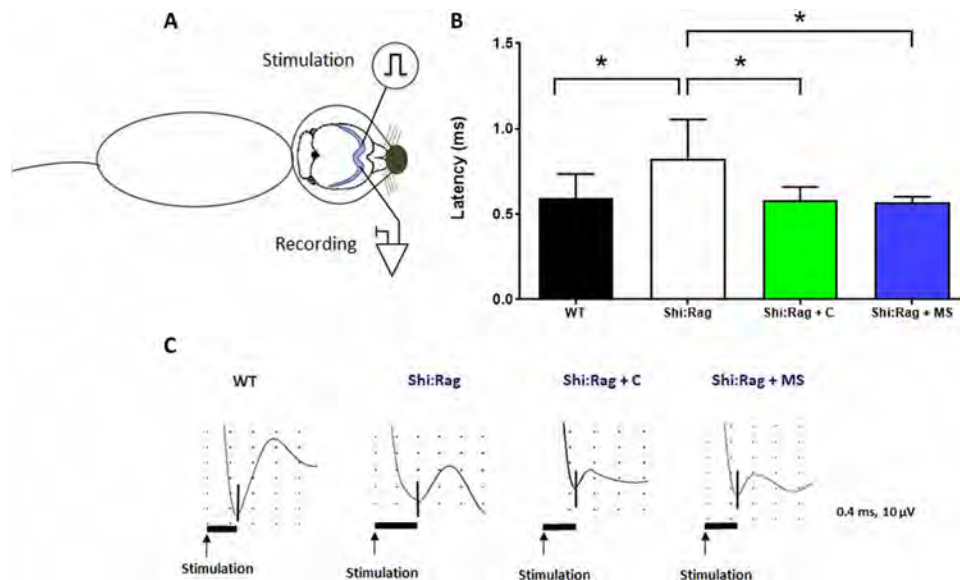 A
Stimulation
Recording
B
*
*
*
Latency (ms)
1.5
1.0
0.5
0.0
WT
Shi:Rag
Shi:Rag + C
Shi:Rag + MS
C
WT
Shi:Rag
Shi:Rag + C
Shi:Rag + MS
0.4 ms, 10 µV
Stimulation
Stimulation
Stimulation
Stimulation